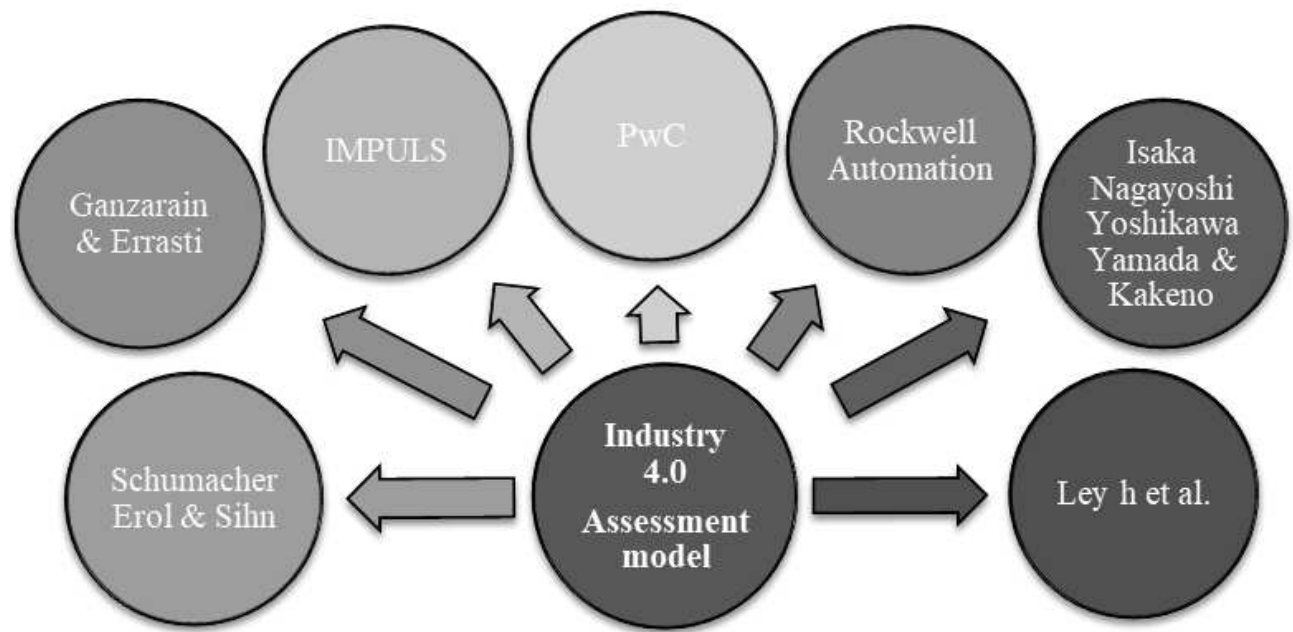 Schumacher
Erol & Sihn
Ganzarain
& Errasti
IMPULS
PwC
Rockwell
Automation
Isaka
Nagayoshi
Yoshikawa
Yamada &
Kakeno
Ley h et al.
Industry
4.0
Assessment
model